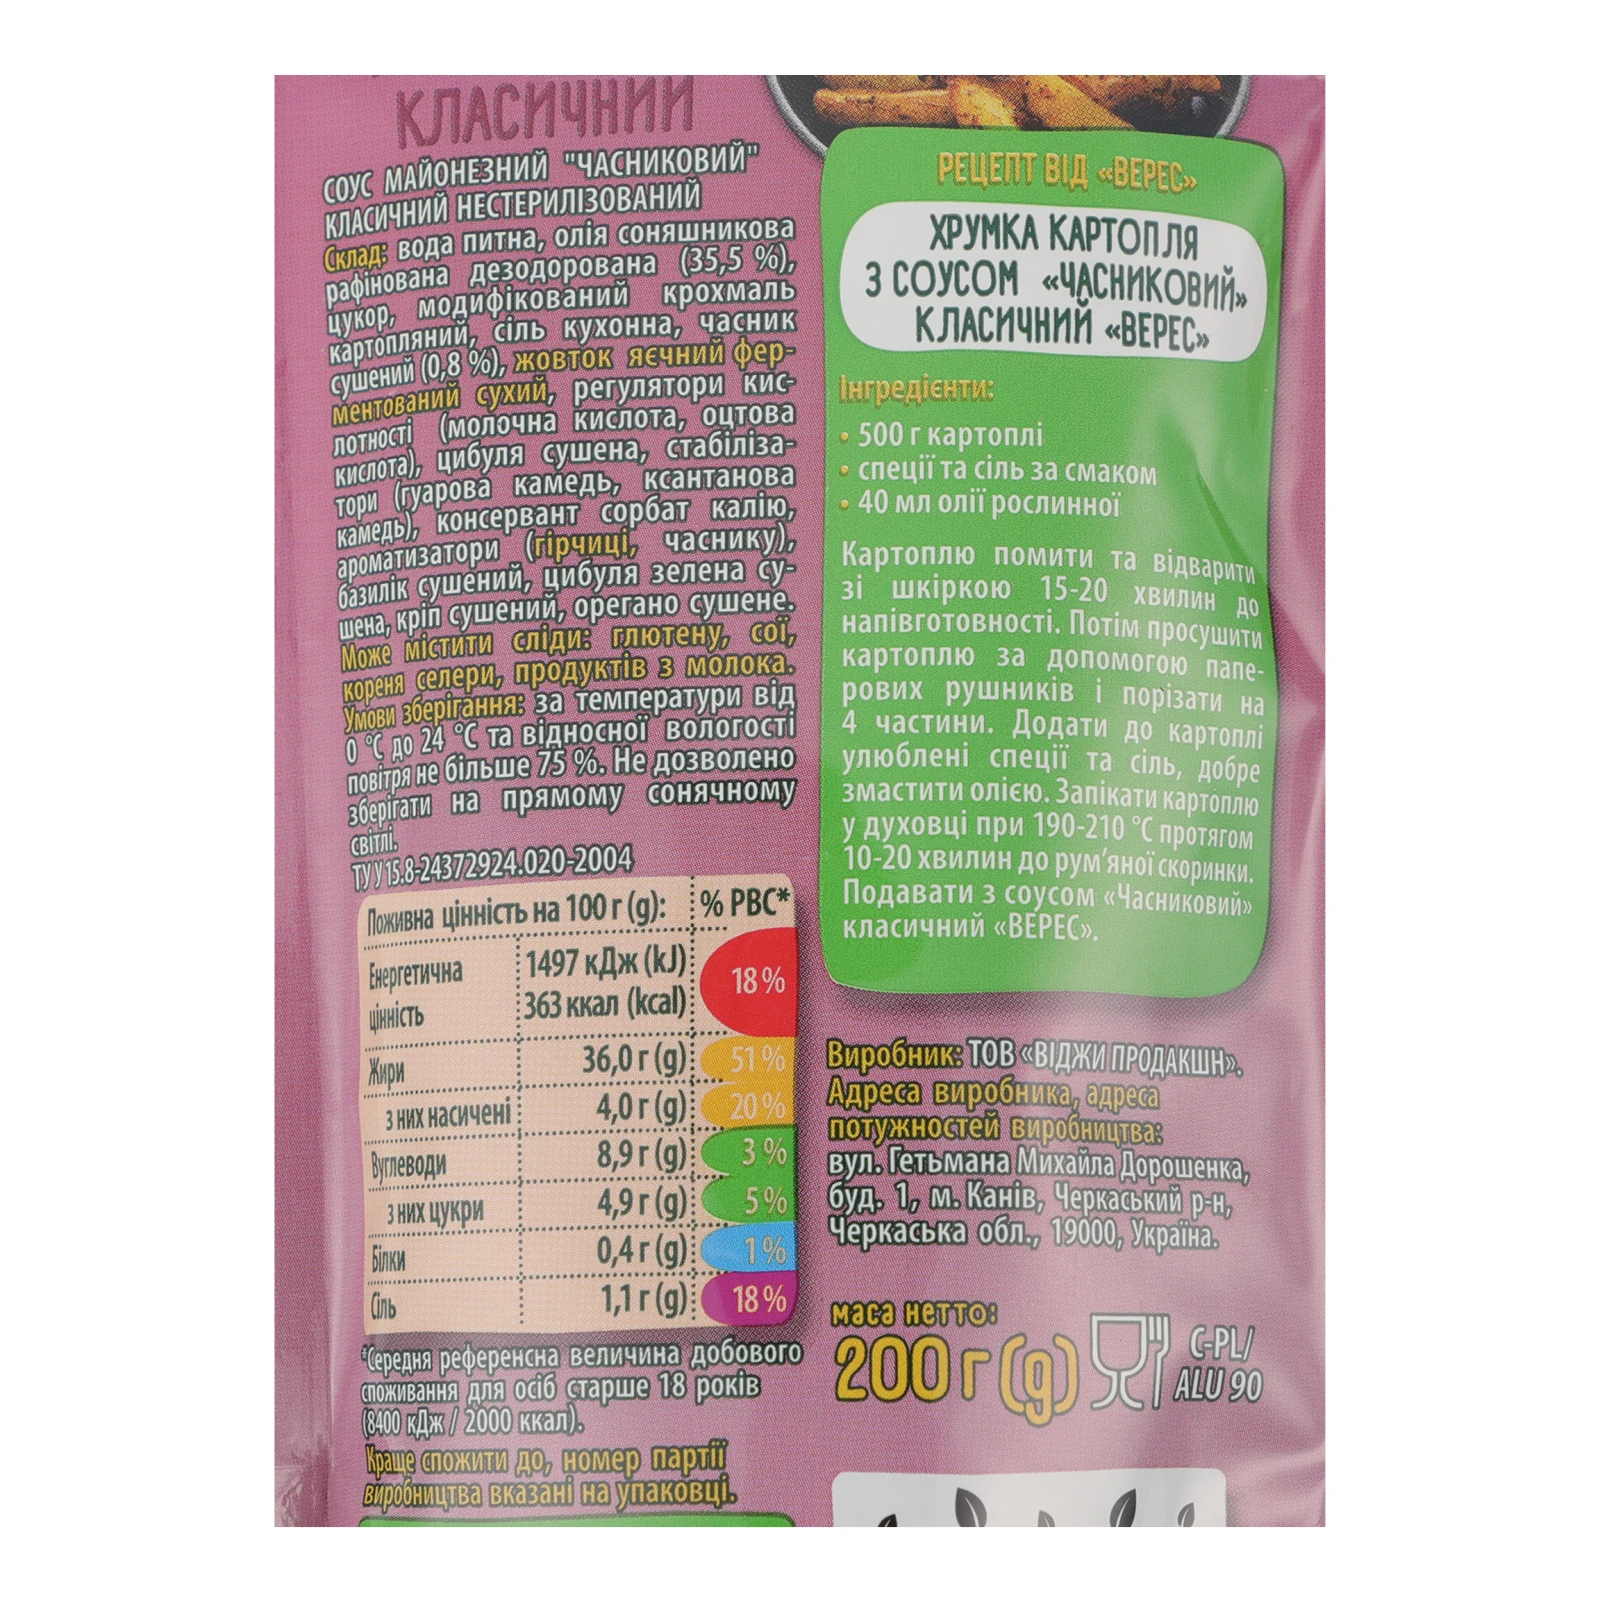 КЛАСИЧНИЙ
СОУС МАЙОНЕЗНИЙ "ЧАСНИКОВИЙ"
КЛАСИЧНИЙ НЕСТЕРИЛІЗОВАНИЙ
Склад: вода питна, олія соняшникова
рафінована дезодорована (35,5 %),
цукор, модифікований крохмаль
картопляний, сіль кухонна, часник
сушений (0,8 %), жовток яєчний фер-
ментований сухий, регулятори кис-
лотності (молочна кислота, оцтова
кислота), цибуля сушена, стабіліза-
тори (гуарова камедь, ксантанова
камедь), консервант сорбат калію,
ароматизатори (гірчиці, часнику),
базилік сушений, цибуля зелена су-
шена, кріп сушений, орегано сушене.
Може містити сліди: глютену, сої,
кореня селери, продуктів з молока.
Умови зберігання: за температури від
0 °С до 24 °С та відносної вологості
повітря не більше 75 %. Не дозволено
зберігати на прямому сонячному
світлі.
ТУ У 15.8-24372924.020-2004
Поживна цінність на 100 г (g): % РВС*
Енергетична цінність 1497 кДж (kJ) 363 ккал (kcal) 18 %
Жири 36,0 г (g) 51 %
з них насичені 4,0 г (g) 20 %
Вуглеводи 8,9 г (g) 3 %
з них цукри 4,9 г (g) 5 %
Білки 0,4 г (g) 1 %
Сіль 1,1 г (g) 18 %
*Середня референсна величина добового
споживання для осіб старше 18 років
(8400 кДж / 2000 ккал).
Краще спожити до, номер партії
виробництва вказані на упаковці.
РЕЦЕПТ ВІД «ВЕРЕС»
ХРУМКА КАРТОПЛЯ
З СОУСОМ «ЧАСНИКОВИЙ»
КЛАСИЧНИЙ «ВЕРЕС»
Інгредієнти:
• 500 г картоплі
• спеції та сіль за смаком
• 40 мл олії рослинної
Картоплю помити та відварити
зі шкіркою 15-20 хвилин до
напівготовності. Потім просушити
картоплю за допомогою папе-
рових рушників і порізати на
4 частини. Додати до картоплі
улюблені спеції та сіль, добре
змастити олією. Запікати картоплю
у духовці при 190-210 °С протягом
10-20 хвилин до рум'яної скоринки.
Подавати з соусом «Часниковий»
класичний «ВЕРЕС».
Виробник: ТОВ «ВІДЖИ ПРОДАКШН».
Адреса виробника, адреса
потужностей виробництва:
вул. Гетьмана Михайла Дорошенка,
буд. 1, м. Канів, Черкаський р-н,
Черкаська обл., 19000, Україна.
маса нетто:
200 г (g)
C-PL/
ALU 90